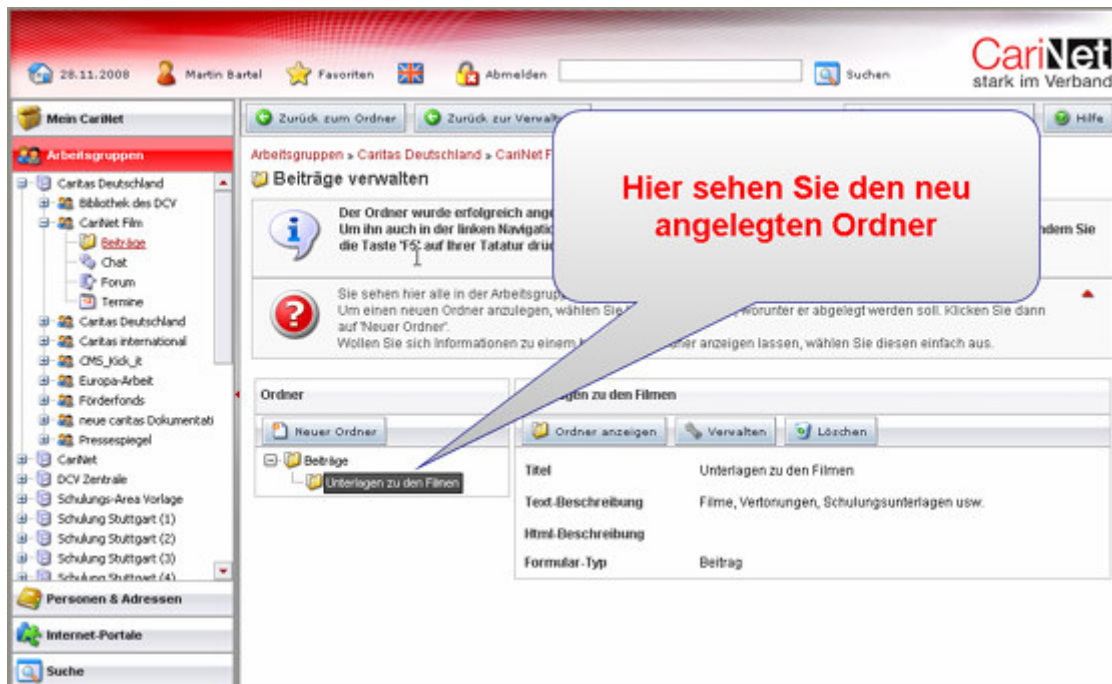 CariNet
stark im Verband
28.11.2008 Martin Bartel Favoriten Abmelden Suchen
Mein CariNet
Zurück zum Ordner Zurück zur Verwalt Hilfe
Arbeitsgruppen
Arbeitsgruppen » Caritas Deutschland » CariNet F
Beiträge verwalten
Hier sehen Sie den neu
angelegten Ordner
Der Ordner wurde erfolgreich ange
Um ihn auch in der linken Navigatio ndem Sie
die Taste 'F5' auf Ihrer Tatatur drüc
Sie sehen hier alle in der Arbeitsgrup
Um einen neuen Ordner anzulegen, wählen Sie worunter er abgelegt werden soll. Klicken Sie dann
auf 'Neuer Ordner'.
Wollen Sie sich Informationen zu einem ner anzeigen lassen, wählen Sie diesen einfach aus.
Caritas Deutschland
Bibliothek des DCV
CariNet Film
Beiträge
Chat
Forum
Termine
Caritas Deutschland
Caritas international
CMS_Kick_it
Europa-Arbeit
Förderfonds
neue caritas Dokumentati
Pressespiegel
CariNet
DCV Zentrale
Schulungs-Area Vorlage
Schulung Stuttgart (1)
Schulung Stuttgart (2)
Schulung Stuttgart (3)
Schulung Stuttgart (4)
Personen & Adressen
Internet-Portale
Suche
Ordner
Neuer Ordner
Beiträge
Unterlagen zu den Filmen
gen zu den Filmen
Ordner anzeigen Verwalten Löschen
Titel Unterlagen zu den Filmen
Text-Beschreibung Filme, Vertonungen, Schulungsunterlagen usw.
Html-Beschreibung
Formular-Typ Beitrag